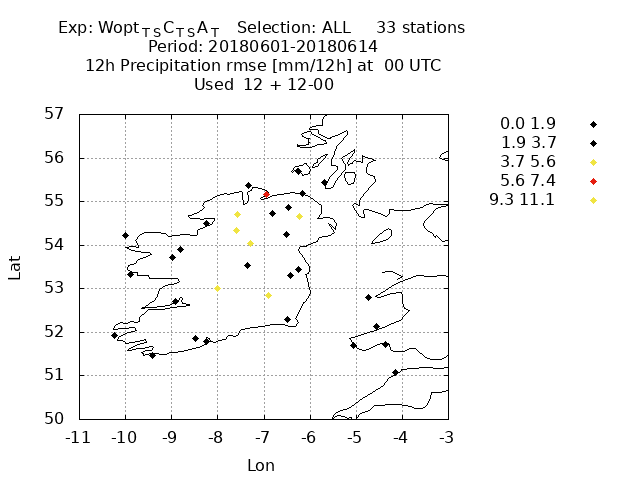 Exp: WoptTSCTSAT Selection: ALL 33 stations
Period: 20180601-20180614
12h Precipitation rmse [mm/12h] at 00 UTC
Used 12 + 12-00
57
56
55
54
53
52
51
50
-11 -10 -9 -8 -7 -6 -5 -4 -3
Lat
Lon
0.0 1.9
1.9 3.7
3.7 5.6
5.6 7.4
9.3 11.1